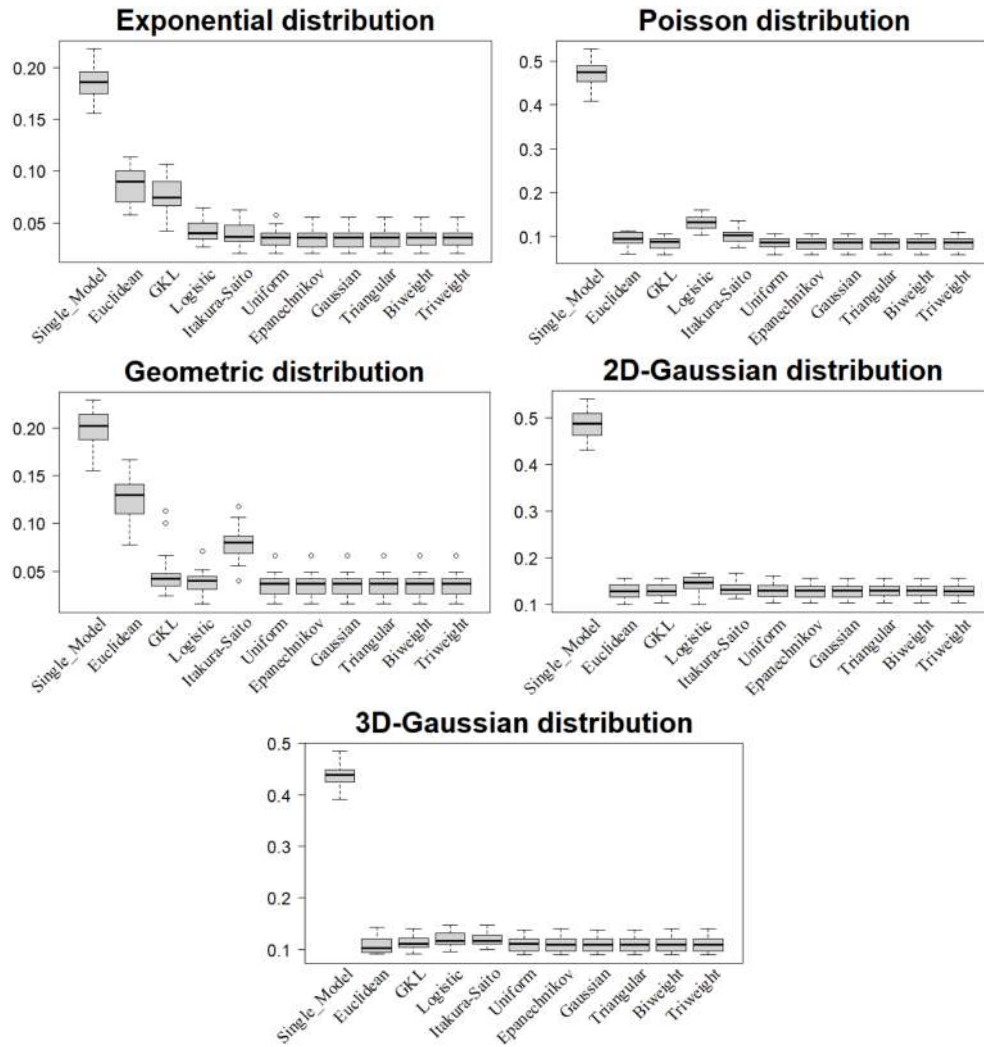 Exponential distribution
0.20
0.15
0.10
0.05
Single_Model
Euclidean
GKL
Logistic
Itakura-Saito
Uniform
Epanechnikov
Gaussian
Triangular
Biweight
Triweight
Poisson distribution
0.5
0.4
0.3
0.2
0.1
Single_Model
Euclidean
GKL
Logistic
Itakura-Saito
Uniform
Epanechnikov
Gaussian
Triangular
Biweight
Triweight
Geometric distribution
0.20
0.15
0.10
0.05
Single_Model
Euclidean
GKL
Logistic
Itakura-Saito
Uniform
Epanechnikov
Gaussian
Triangular
Biweight
Triweight
2D-Gaussian distribution
0.5
0.4
0.3
0.2
0.1
Single_Model
Euclidean
GKL
Logistic
Itakura-Saito
Uniform
Epanechnikov
Gaussian
Triangular
Biweight
Triweight
3D-Gaussian distribution
0.5
0.4
0.3
0.2
0.1
Single_Model
Euclidean
GKL
Logistic
Itakura-Saito
Uniform
Epanechnikov
Gaussian
Triangular
Biweight
Triweight